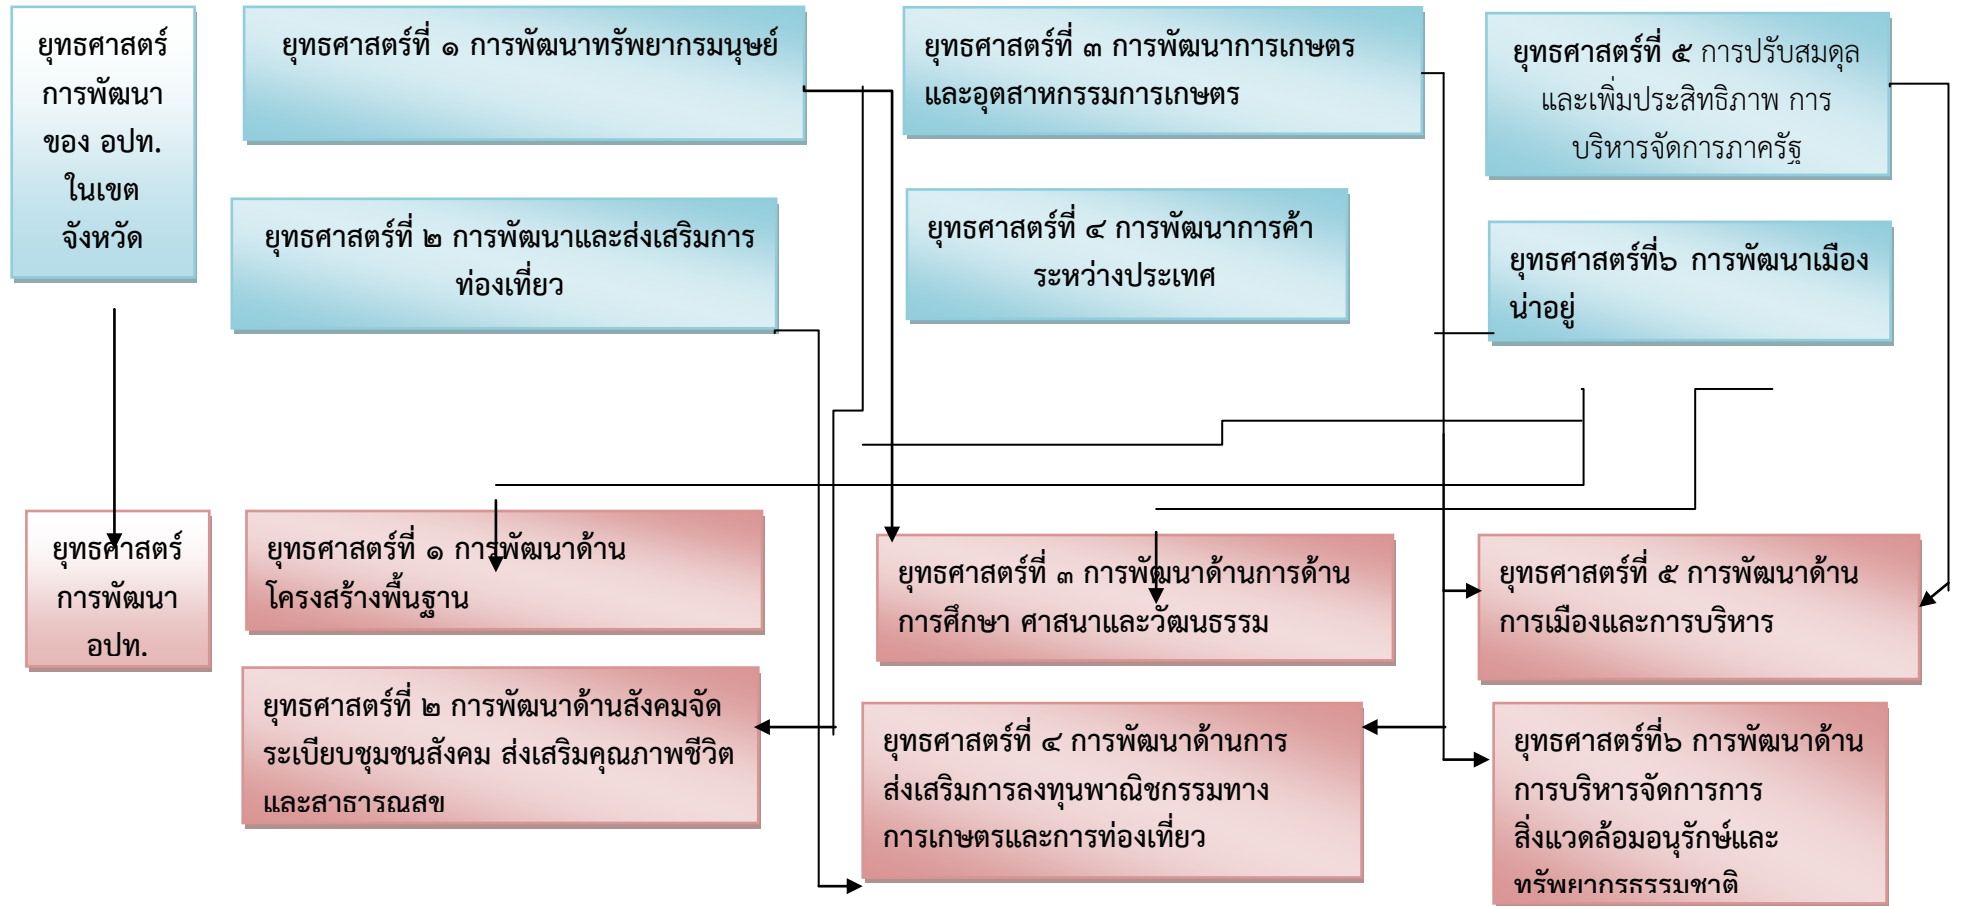 ยุทธศาสตร์
การพัฒนา
ของ อปท.
ในเขต
จังหวัด
ยุทธศาสตร์ที่ ๑ การพัฒนาทรัพยากรมนุษย์
ยุทธศาสตร์ที่ ๓ การพัฒนาการเกษตร
และอุตสาหกรรมการเกษตร
ยุทธศาสตร์ที่ ๕ การปรับสมดุล
และเพิ่มประสิทธิภาพ การ
บริหารจัดการภาครัฐ
ยุทธศาสตร์ที่ ๒ การพัฒนาและส่งเสริมการ
ท่องเที่ยว
ยุทธศาสตร์ที่ ๔ การพัฒนาการค้า
ระหว่างประเทศ
ยุทธศาสตร์ที่๖ การพัฒนาเมือง
น่าอยู่
ยุทธศาสตร์
การพัฒนา
อปท.
ยุทธศาสตร์ที่ ๑ การพัฒนาด้าน
โครงสร้างพื้นฐาน
ยุทธศาสตร์ที่ ๓ การพัฒนาด้านการด้าน
การศึกษา ศาสนาและวัฒนธรรม
ยุทธศาสตร์ที่ ๕ การพัฒนาด้าน
การเมืองและการบริหาร
ยุทธศาสตร์ที่ ๒ การพัฒนาด้านสังคมจัด
ระเบียบชุมชนสังคม ส่งเสริมคุณภาพชีวิต
และสาธารณสุข
ยุทธศาสตร์ที่ ๔ การพัฒนาด้านการ
ส่งเสริมการลงทุนพาณิชกรรมทาง
การเกษตรและการท่องเที่ยว
ยุทธศาสตร์ที่๖ การพัฒนาด้าน
การบริหารจัดการการ
สิ่งแวดล้อมอนุรักษ์และ
ทรัพยากรธรรมชาติ